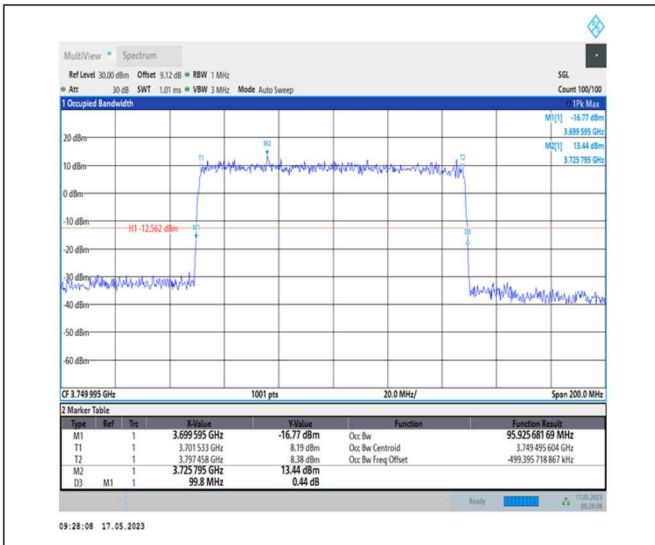 MultiView Spectrum
Ref Level 30.00 dBm Offset 9.12 dB RBW 1 MHz SGL
Att 30 dB SWT 1.01 ms VBW 3 MHz Mode Auto Sweep Count 100/100
1 Occupied Bandwidth 1Pk Max
M1[1] -16.77 dBm
3.699 595 GHz
M2[1] 13.44 dBm
3.725 795 GHz
20 dBm
M2
T1 T2
10 dBm
0 dBm
-10 dBm
H1 -12.562 dBm M1
D3
-20 dBm
-30 dBm
-40 dBm
-50 dBm
-60 dBm
CF 3.749 995 GHz 1001 pts 20.0 MHz/ Span 200.0 MHz
2 Marker Table
Type Ref Trc X-Value Y-Value Function Function Result
M1 1 3.699 595 GHz -16.77 dBm Occ Bw 95.925 681 69 MHz
T1 1 3.701 533 GHz 8.19 dBm Occ Bw Centroid 3.749 495 604 GHz
T2 1 3.797 458 GHz 8.38 dBm Occ Bw Freq Offset -499.395 718 867 kHz
M2 1 3.725 795 GHz 13.44 dBm
D3 M1 1 99.8 MHz 0.44 dB
Ready 17.05.2023
09:28:08
09:28:08 17.05.2023